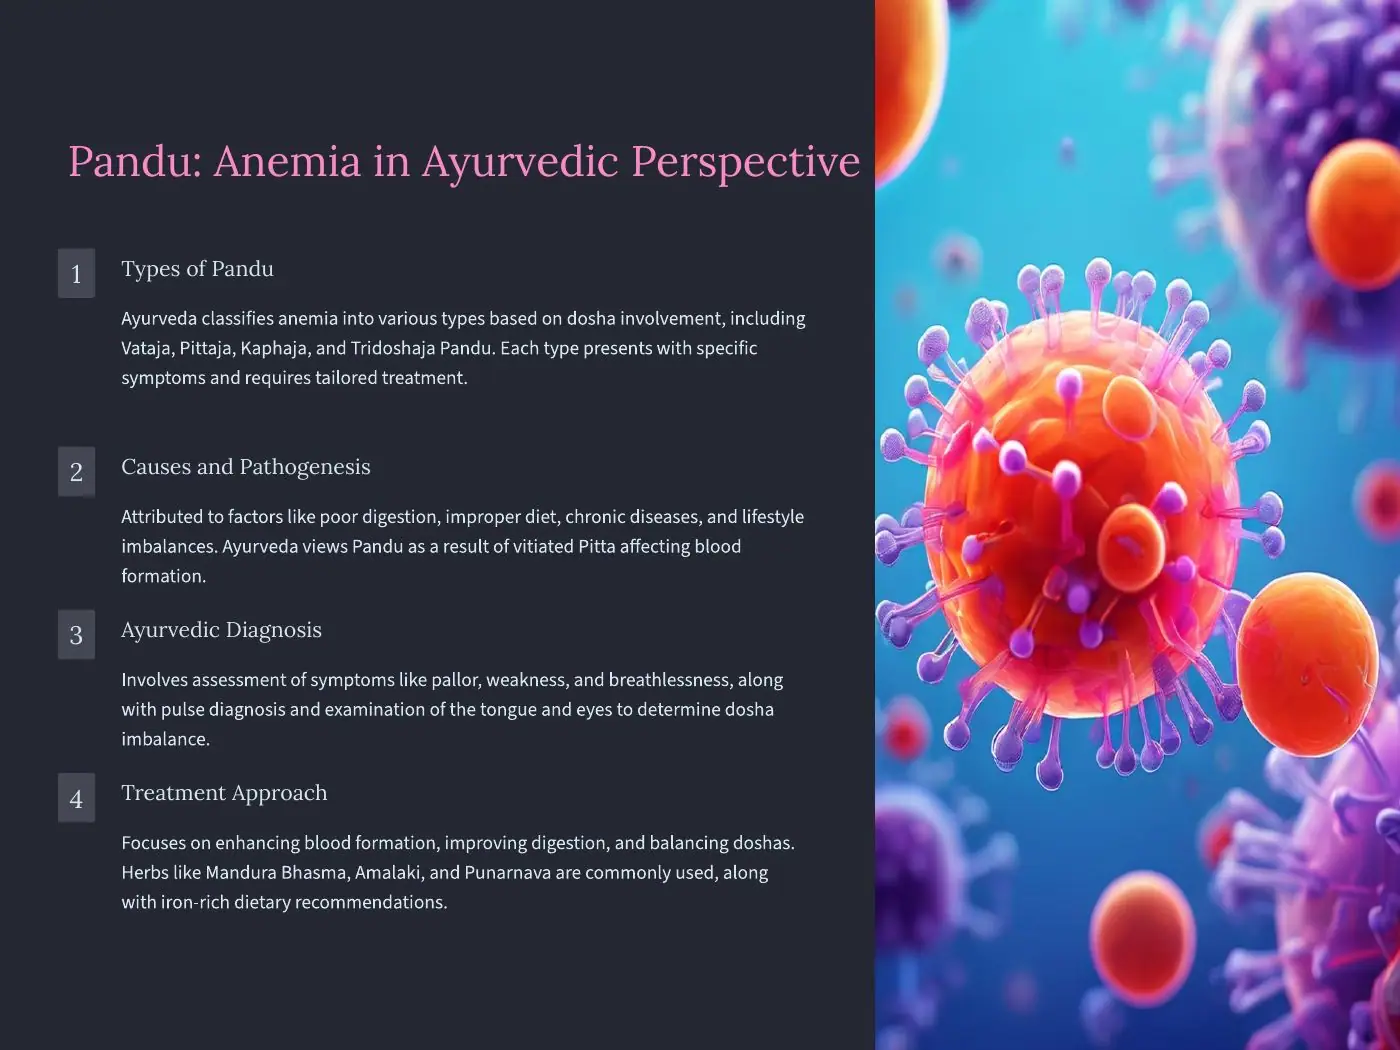 Pandu: Anemia in Ayurvedic Perspective
1
Types of Pandu
Ayurveda classifies anemia into various types based on dosha involvement, including
Vataja, Pittaja, Kaphaja, and Tridoshaja Pandu. Each type presents with specific
symptoms and requires tailored treatment.
2
Causes and Pathogenesis
Attributed to factors like poor digestion, improper diet, chronic diseases, and lifestyle
imbalances. Ayurveda views Pandu as a result of vitiated Pitta affecting blood
formation.
3
Ayurvedic Diagnosis
Involves assessment of symptoms like pallor, weakness, and breathlessness, along
with pulse diagnosis and examination of the tongue and eyes to determine dosha
imbalance.
4
Treatment Approach
Focuses on enhancing blood formation, improving digestion, and balancing doshas.
Herbs like Mandura Bhasma, Amalaki, and Punarnava are commonly used, along
with iron-rich dietary recommendations.